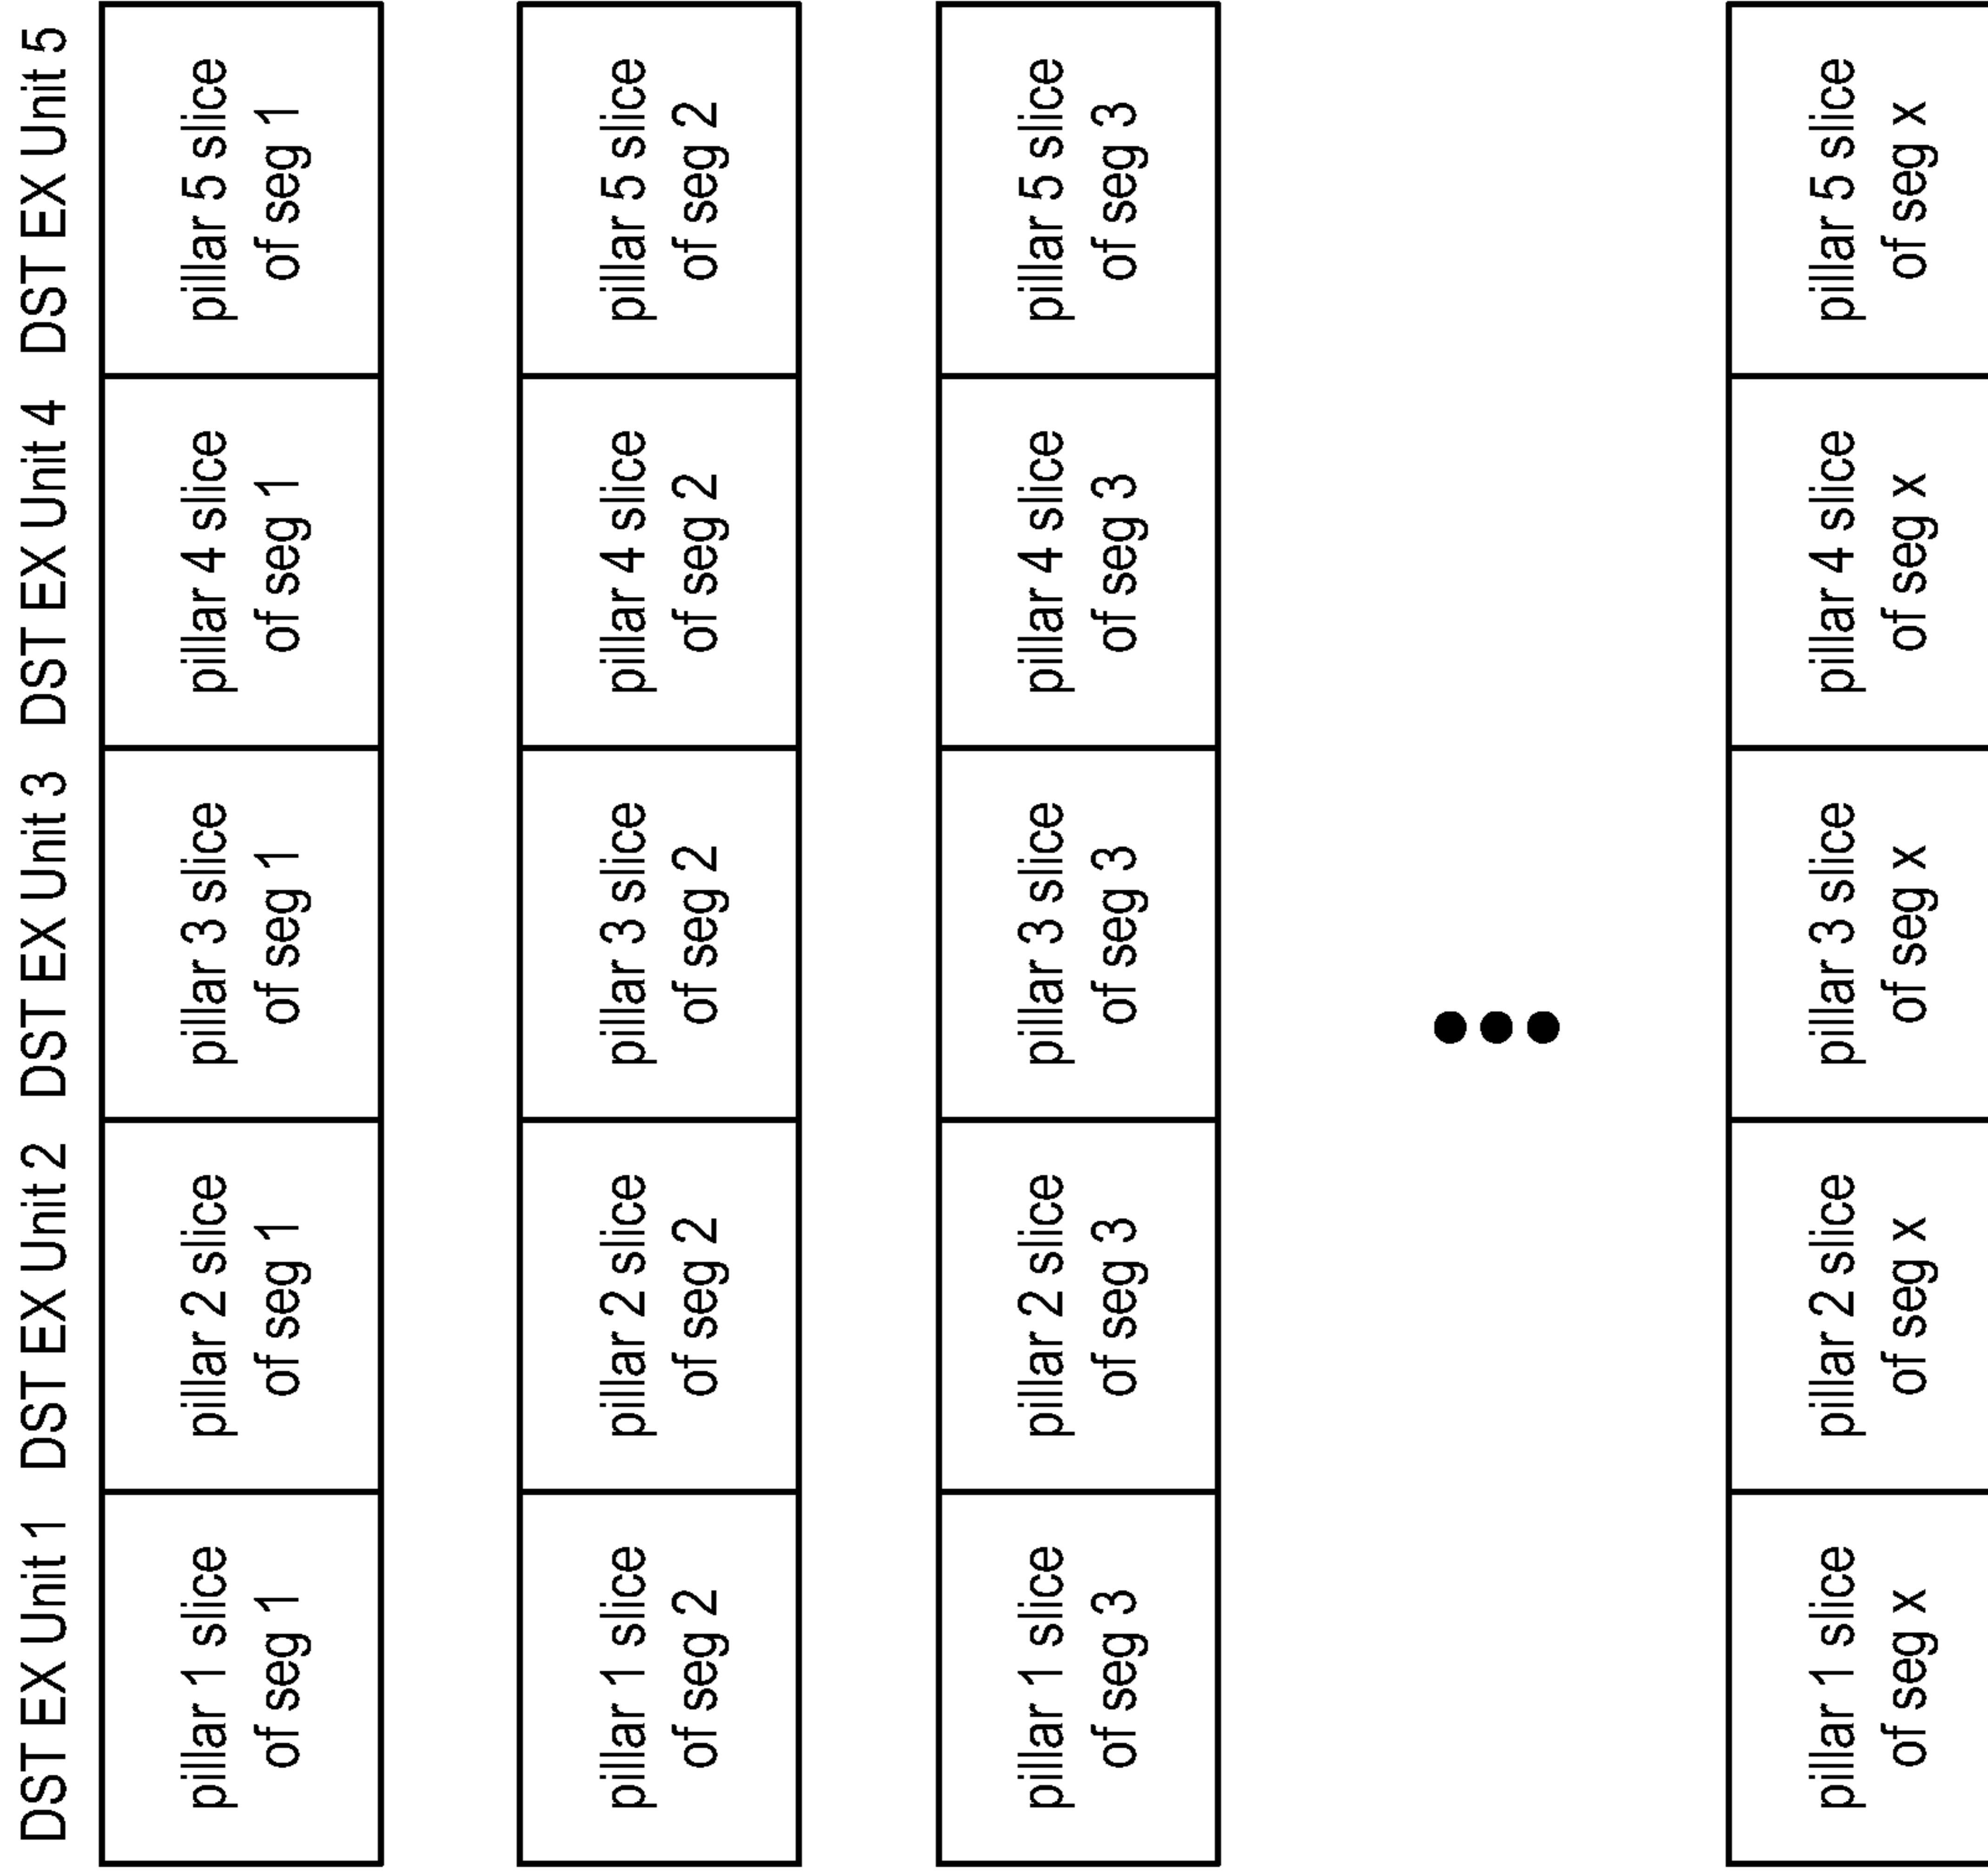 DST EX Unit 1 DST EX Unit 2 DST EX Unit 3 DST EX Unit 4 DST EX Unit 5
pillar 1 slice
of seg 1
pillar 2 slice
of seg 1
pillar 3 slice
of seg 1
pillar 4 slice
of seg 1
pillar 5 slice
of seg 1
pillar 1 slice
of seg 2
pillar 2 slice
of seg 2
pillar 3 slice
of seg 2
pillar 4 slice
of seg 2
pillar 5 slice
of seg 2
pillar 1 slice
of seg 3
pillar 2 slice
of seg 3
pillar 3 slice
of seg 3
pillar 4 slice
of seg 3
pillar 5 slice
of seg 3
pillar 1 slice
of seg x
pillar 2 slice
of seg x
pillar 3 slice
of seg x
pillar 4 slice
of seg x
pillar 5 slice
of seg x